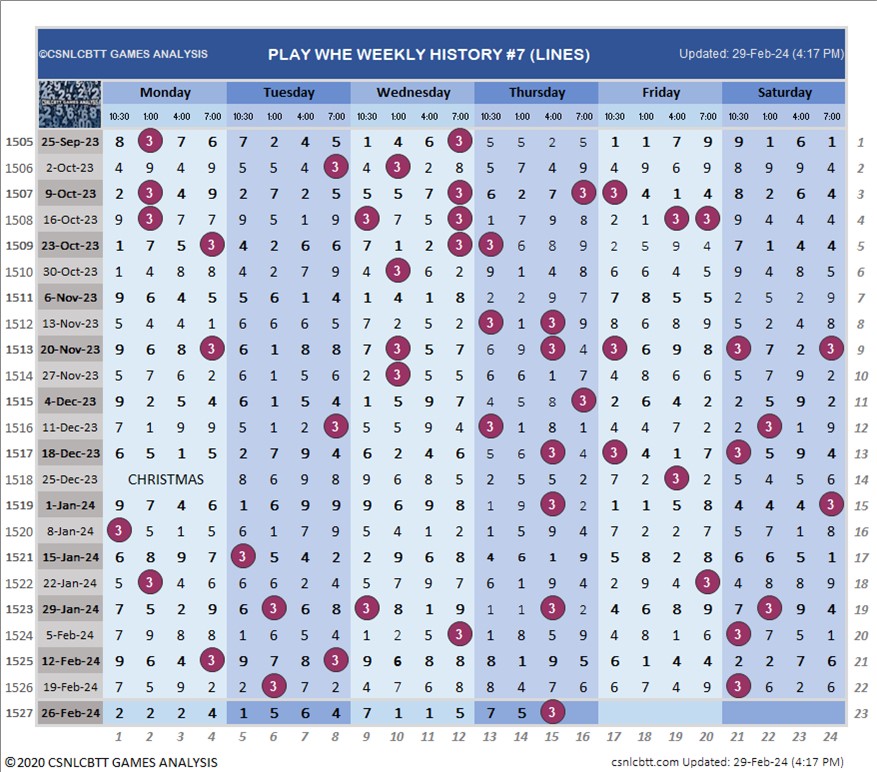 ©CSNLCBTT GAMES ANALYSIS PLAY WHE WEEKLY HISTORY #7 (LINES) Updated: 29-Feb-24 (4:17 PM)
CSNLCBTT GAMES ANALYSIS Monday Tuesday Wednesday Thursday Friday Saturday
10:30 1:00 4:00 7:00 10:30 1:00 4:00 7:00 10:30 1:00 4:00 7:00 10:30 1:00 4:00 7:00 10:30 1:00 4:00 7:00 10:30 1:00 4:00 7:00
1505 25-Sep-23 8 3 7 6 7 2 4 5 1 4 6 3 5 5 2 5 1 1 7 9 9 1 6 1 1
1506 2-Oct-23 4 9 4 9 5 5 4 3 4 3 2 8 5 7 4 9 4 9 6 9 8 9 9 4 2
1507 9-Oct-23 2 3 4 9 2 7 2 5 5 5 7 3 6 2 7 3 3 4 1 4 8 2 6 4 3
1508 16-Oct-23 9 3 7 7 9 5 1 9 3 7 5 3 1 7 9 8 2 1 3 3 9 4 4 4 4
1509 23-Oct-23 1 7 5 3 4 2 6 6 7 1 2 3 3 6 8 9 2 5 9 4 7 1 4 4 5
1510 30-Oct-23 1 4 8 8 4 2 7 9 4 3 6 2 9 1 4 8 6 6 4 5 9 4 8 5 6
1511 6-Nov-23 9 6 4 5 5 6 1 4 1 4 1 8 2 2 9 7 7 8 5 5 2 5 2 9 7
1512 13-Nov-23 5 4 4 1 6 6 6 5 7 2 5 2 3 1 3 9 8 6 8 9 5 2 4 8 8
1513 20-Nov-23 9 6 8 3 6 1 8 8 7 3 5 7 6 9 3 4 3 6 9 8 3 7 2 3 9
1514 27-Nov-23 5 7 6 2 6 1 5 6 2 3 5 5 6 6 1 7 4 8 6 6 5 7 9 2 10
1515 4-Dec-23 9 2 5 4 6 1 5 4 1 5 9 7 4 5 8 3 2 6 4 2 2 5 9 2 11
1516 11-Dec-23 7 1 9 9 5 1 2 3 5 5 9 4 3 1 8 1 4 4 7 2 2 3 1 9 12
1517 18-Dec-23 6 5 1 5 2 7 9 4 6 2 4 6 5 6 3 4 3 4 1 7 3 5 9 4 13
1518 25-Dec-23 CHRISTMAS 8 6 9 8 9 6 8 5 2 5 5 2 7 2 3 2 1 5 5 2 14
1519 1-Jan-24 9 7 4 6 1 6 9 9 9 6 9 8 1 9 3 2 1 1 5 8 4 4 4 3 15
1520 8-Jan-24 3 5 1 5 6 1 7 9 5 4 1 2 1 5 9 4 7 2 2 7 5 7 1 8 16
1521 15-Jan-24 6 8 9 7 3 5 4 2 2 9 6 8 4 6 1 9 5 8 2 8 6 6 5 1 17
1522 22-Jan-24 5 3 4 6 6 6 2 4 5 7 9 7 6 1 9 4 2 9 4 3 4 8 8 9 18
1523 29-Jan-24 7 5 2 9 6 3 6 8 3 8 1 9 1 1 3 2 4 6 8 9 7 3 9 4 19
1524 5-Feb-24 7 9 8 8 1 6 5 4 1 2 5 3 1 8 5 9 4 8 1 6 3 7 5 1 20
1525 12-Feb-24 9 6 4 3 9 7 8 3 9 6 8 8 8 1 9 5 6 1 4 4 2 2 7 6 21
1526 19-Feb-24 7 5 9 2 2 3 7 2 4 7 6 8 8 4 7 6 6 7 4 9 3 6 2 6 22
1527 26-Feb-24 2 2 2 4 1 5 6 4 7 1 1 5 7 5 3 23
1 2 3 4 5 6 7 8 9 10 11 12 13 14 15 16 17 18 19 20 21 22 23 24
©2020 CSNLCBTT GAMES ANALYSIS csnlcbtt.com Updated: 29-Feb-24 (4:17 PM)